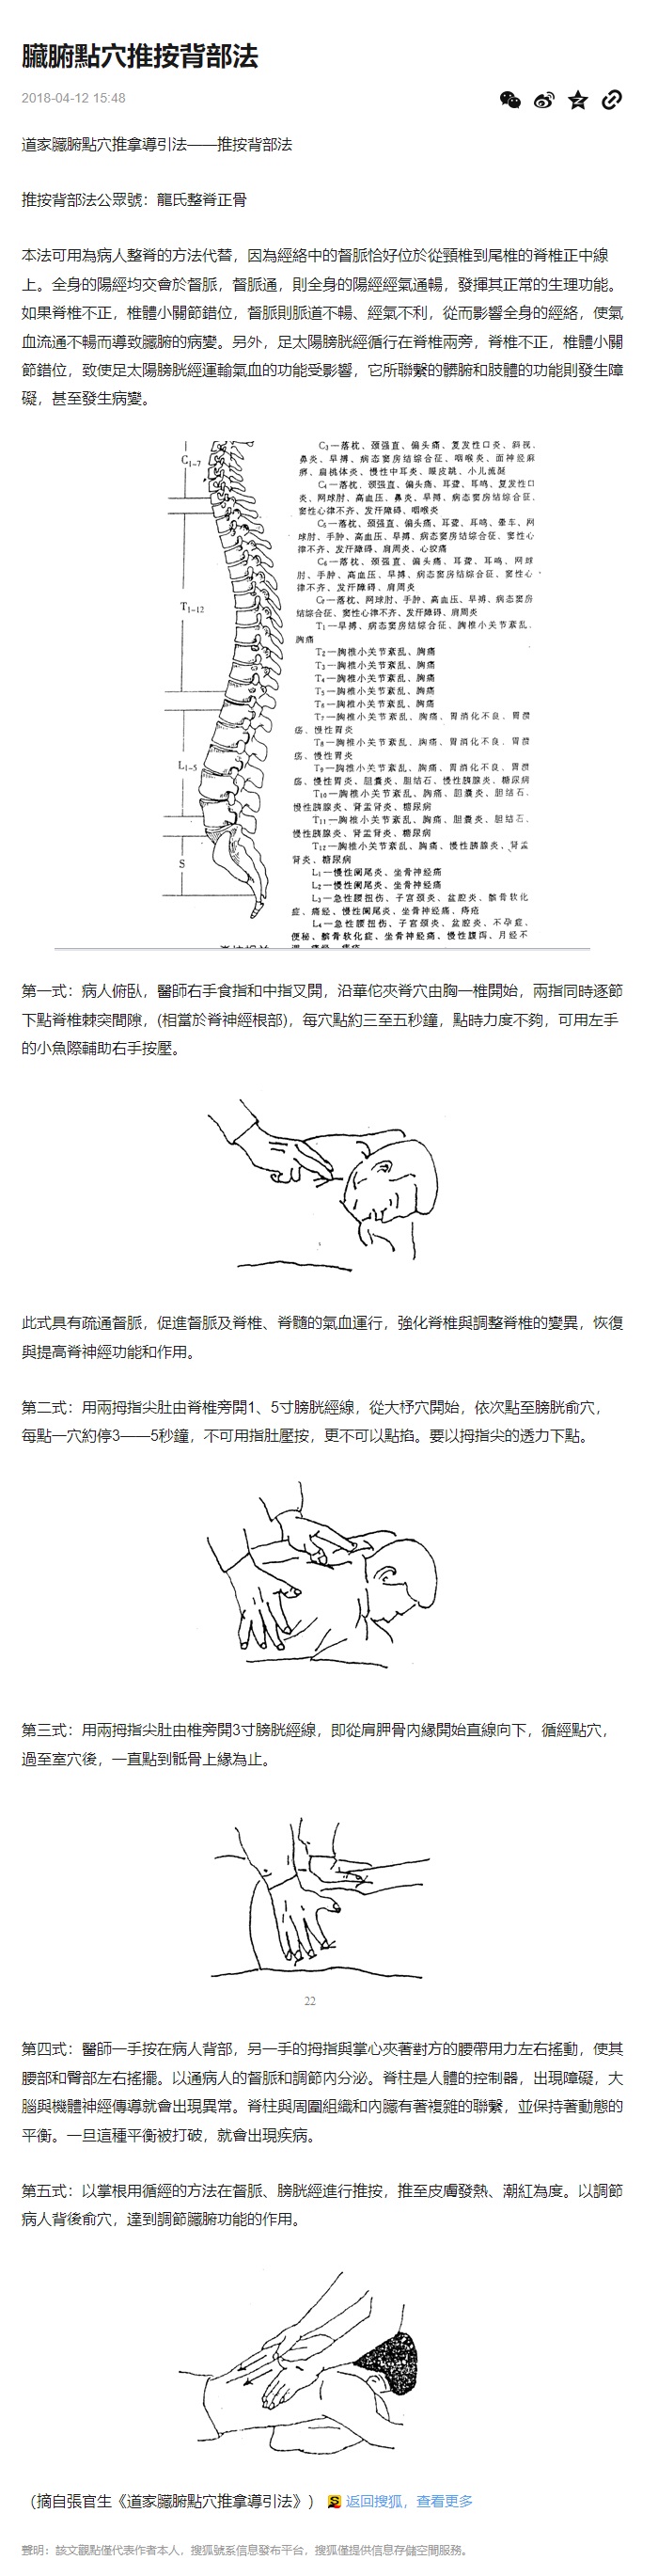 臟腑點穴推按背部法
2018-04-12 15:48
道家臟腑點穴推拿導引法——推按背部法
推按背部法公眾號：龍氏整脊正骨
本法可用為病人整脊的方法代替，因為經絡中的督脈恰好位於從頸椎到尾椎的脊椎正中線
上。全身的陽經均交會於督脈，督脈通，則全身的陽經經氣通暢，發揮其正常的生理功能。
如果脊椎不正，椎體小關節錯位，督脈則脈道不暢、經氣不利，從而影響全身的經絡，使氣
血流通不暢而導致臟腑的病變。另外，足太陽膀胱經循行在脊椎兩旁，脊椎不正，椎體小關
節錯位，致使足太陽膀胱經運輸氣血的功能受影響，它所聯繫的髒腑和肢體的功能則發生障
礙，甚至發生病變。
C1-7
T1-12
L1-5
S
C3—落枕、颈强直、偏头痛、复发性口炎、斜视、
鼻炎、早搏、病态窦房结综合征、咽喉炎、面神经麻
痹、扁桃体炎、慢性中耳炎、眼皮跳、小儿流涎
C4—落枕、颈强直、偏头痛、耳聋、耳鸣、复发性口
炎、网球肘、高血压、鼻炎、早搏、病态窦房结综合征、
窦性心律不齐、发汗障碍、咽喉炎
C5—落枕、颈强直、偏头痛、耳聋、耳鸣、晕车、网
球肘、手肿、高血压、早搏、病态窦房结综合征、窦性心
律不齐、发汗障碍、肩周炎、心绞痛
C6—落枕、颈强直、偏头痛、耳聋、耳鸣、网球
肘、手肿、高血压、早搏、病态窦房结综合征、窦性心
律不齐、发汗障碍、肩周炎
C7—落枕、网球肘、手肿、高血压、早搏、病态窦房
结综合征、窦性心律不齐、发汗障碍、肩周炎
T1—早搏、病态窦房结综合征、胸椎小关节紊乱、
胸痛
T2—胸椎小关节紊乱、胸痛
T3—胸椎小关节紊乱、胸痛
T4—胸椎小关节紊乱、胸痛
T5—胸椎小关节紊乱、胸痛
T6—胸椎小关节紊乱、胸痛
T7—胸椎小关节紊乱、胸痛、胃消化不良、胃溃
疡、慢性胃炎
T8—胸椎小关节紊乱、胸痛、胃消化不良、胃溃
疡、慢性胃炎
T9—胸椎小关节紊乱、胸痛、胃消化不良、胃溃
疡、慢性胃炎、胆囊炎、胆结石、慢性胰腺炎、糖尿病
T10—胸椎小关节紊乱、胸痛、胆囊炎、胆结石、
慢性胰腺炎、肾盂肾炎、糖尿病
T11—胸椎小关节紊乱、胸痛、胆囊炎、胆结石、
慢性胰腺炎、肾盂肾炎、糖尿病
T12—胸椎小关节紊乱、胸痛、慢性胰腺炎、肾盂
肾炎、糖尿病
L1—慢性阑尾炎、坐骨神经痛
L2—慢性阑尾炎、坐骨神经痛
L3—急性腰扭伤、子宫颈炎、盆腔炎、髌骨软化
症、痛经、慢性阑尾炎、坐骨神经痛、痔疮
L4—急性腰扭伤、子宫颈炎、盆腔炎、不孕症、
便秘、髌骨软化症、坐骨神经痛、慢性腹泻、月经不
第一式：病人俯臥，醫師右手食指和中指叉開，沿華佗夾脊穴由胸一椎開始，兩指同時逐節
下點脊椎棘突間隙，(相當於脊神經根部)，每穴點約三至五秒鐘，點時力度不夠，可用左手
的小魚際輔助右手按壓。
此式具有疏通督脈，促進督脈及脊椎、脊髓的氣血運行，強化脊椎與調整脊椎的變異，恢復
與提高脊神經功能和作用。
第二式：用兩拇指尖肚由脊椎旁開1、5寸膀胱經線，從大杼穴開始，依次點至膀胱俞穴，
每點一穴約停3——5秒鐘，不可用指肚壓按，更不可以點掐。要以拇指尖的透力下點。
第三式：用兩拇指尖肚由椎旁開3寸膀胱經線，即從肩胛骨內緣開始直線向下，循經點穴，
過至室穴後，一直點到骶骨上緣為止。
22
第四式：醫師一手按在病人背部，另一手的拇指與掌心夾著對方的腰帶用力左右搖動，使其
腰部和臀部左右搖擺。以通病人的督脈和調節內分泌。脊柱是人體的控制器，出現障礙，大
腦與機體神經傳導就會出現異常。脊柱與周圍組織和內臟有著複雜的聯繫，並保持著動態的
平衡。一旦這種平衡被打破，就會出現疾病。
第五式：以掌根用循經的方法在督脈、膀胱經進行推按，推至皮膚發熱、潮紅為度。以調節
病人背後俞穴，達到調節臟腑功能的作用。
（摘自張官生《道家臟腑點穴推拿導引法》） 返回搜狐，查看更多
聲明：該文觀點僅代表作者本人，搜狐號系信息發布平台，搜狐僅提供信息存儲空間服務。